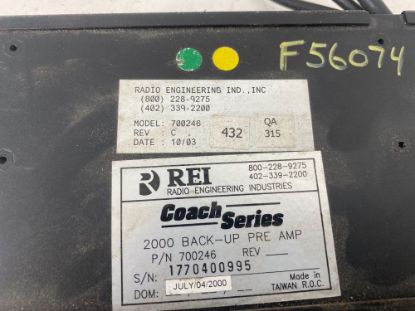 F56074
RADIO ENGINEERING IND.,INC
(800) 228-9275
(402) 339-2200
MODEL: 700246
REV : C.
DATE : 10/03
432
QA
315
REI
RADIO ENGINEERING INDUSTRIES
800-228-9275
402-339-2200
Coach Series
2000 BACK-UP PRE AMP
P/N 700246 REV
S/N: 1770400995
DOM: JULY/04/2000
Made in
TAIWAN R.O.C.